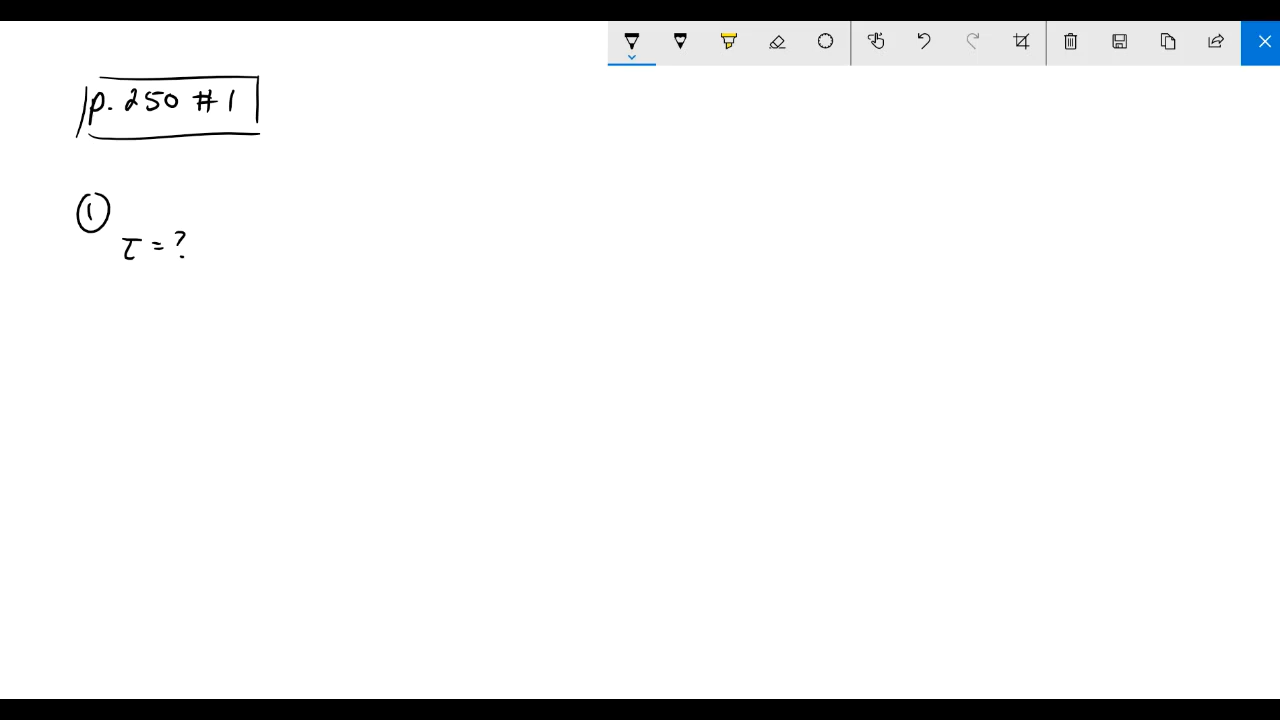 p. 250 #1
①
τ = ?